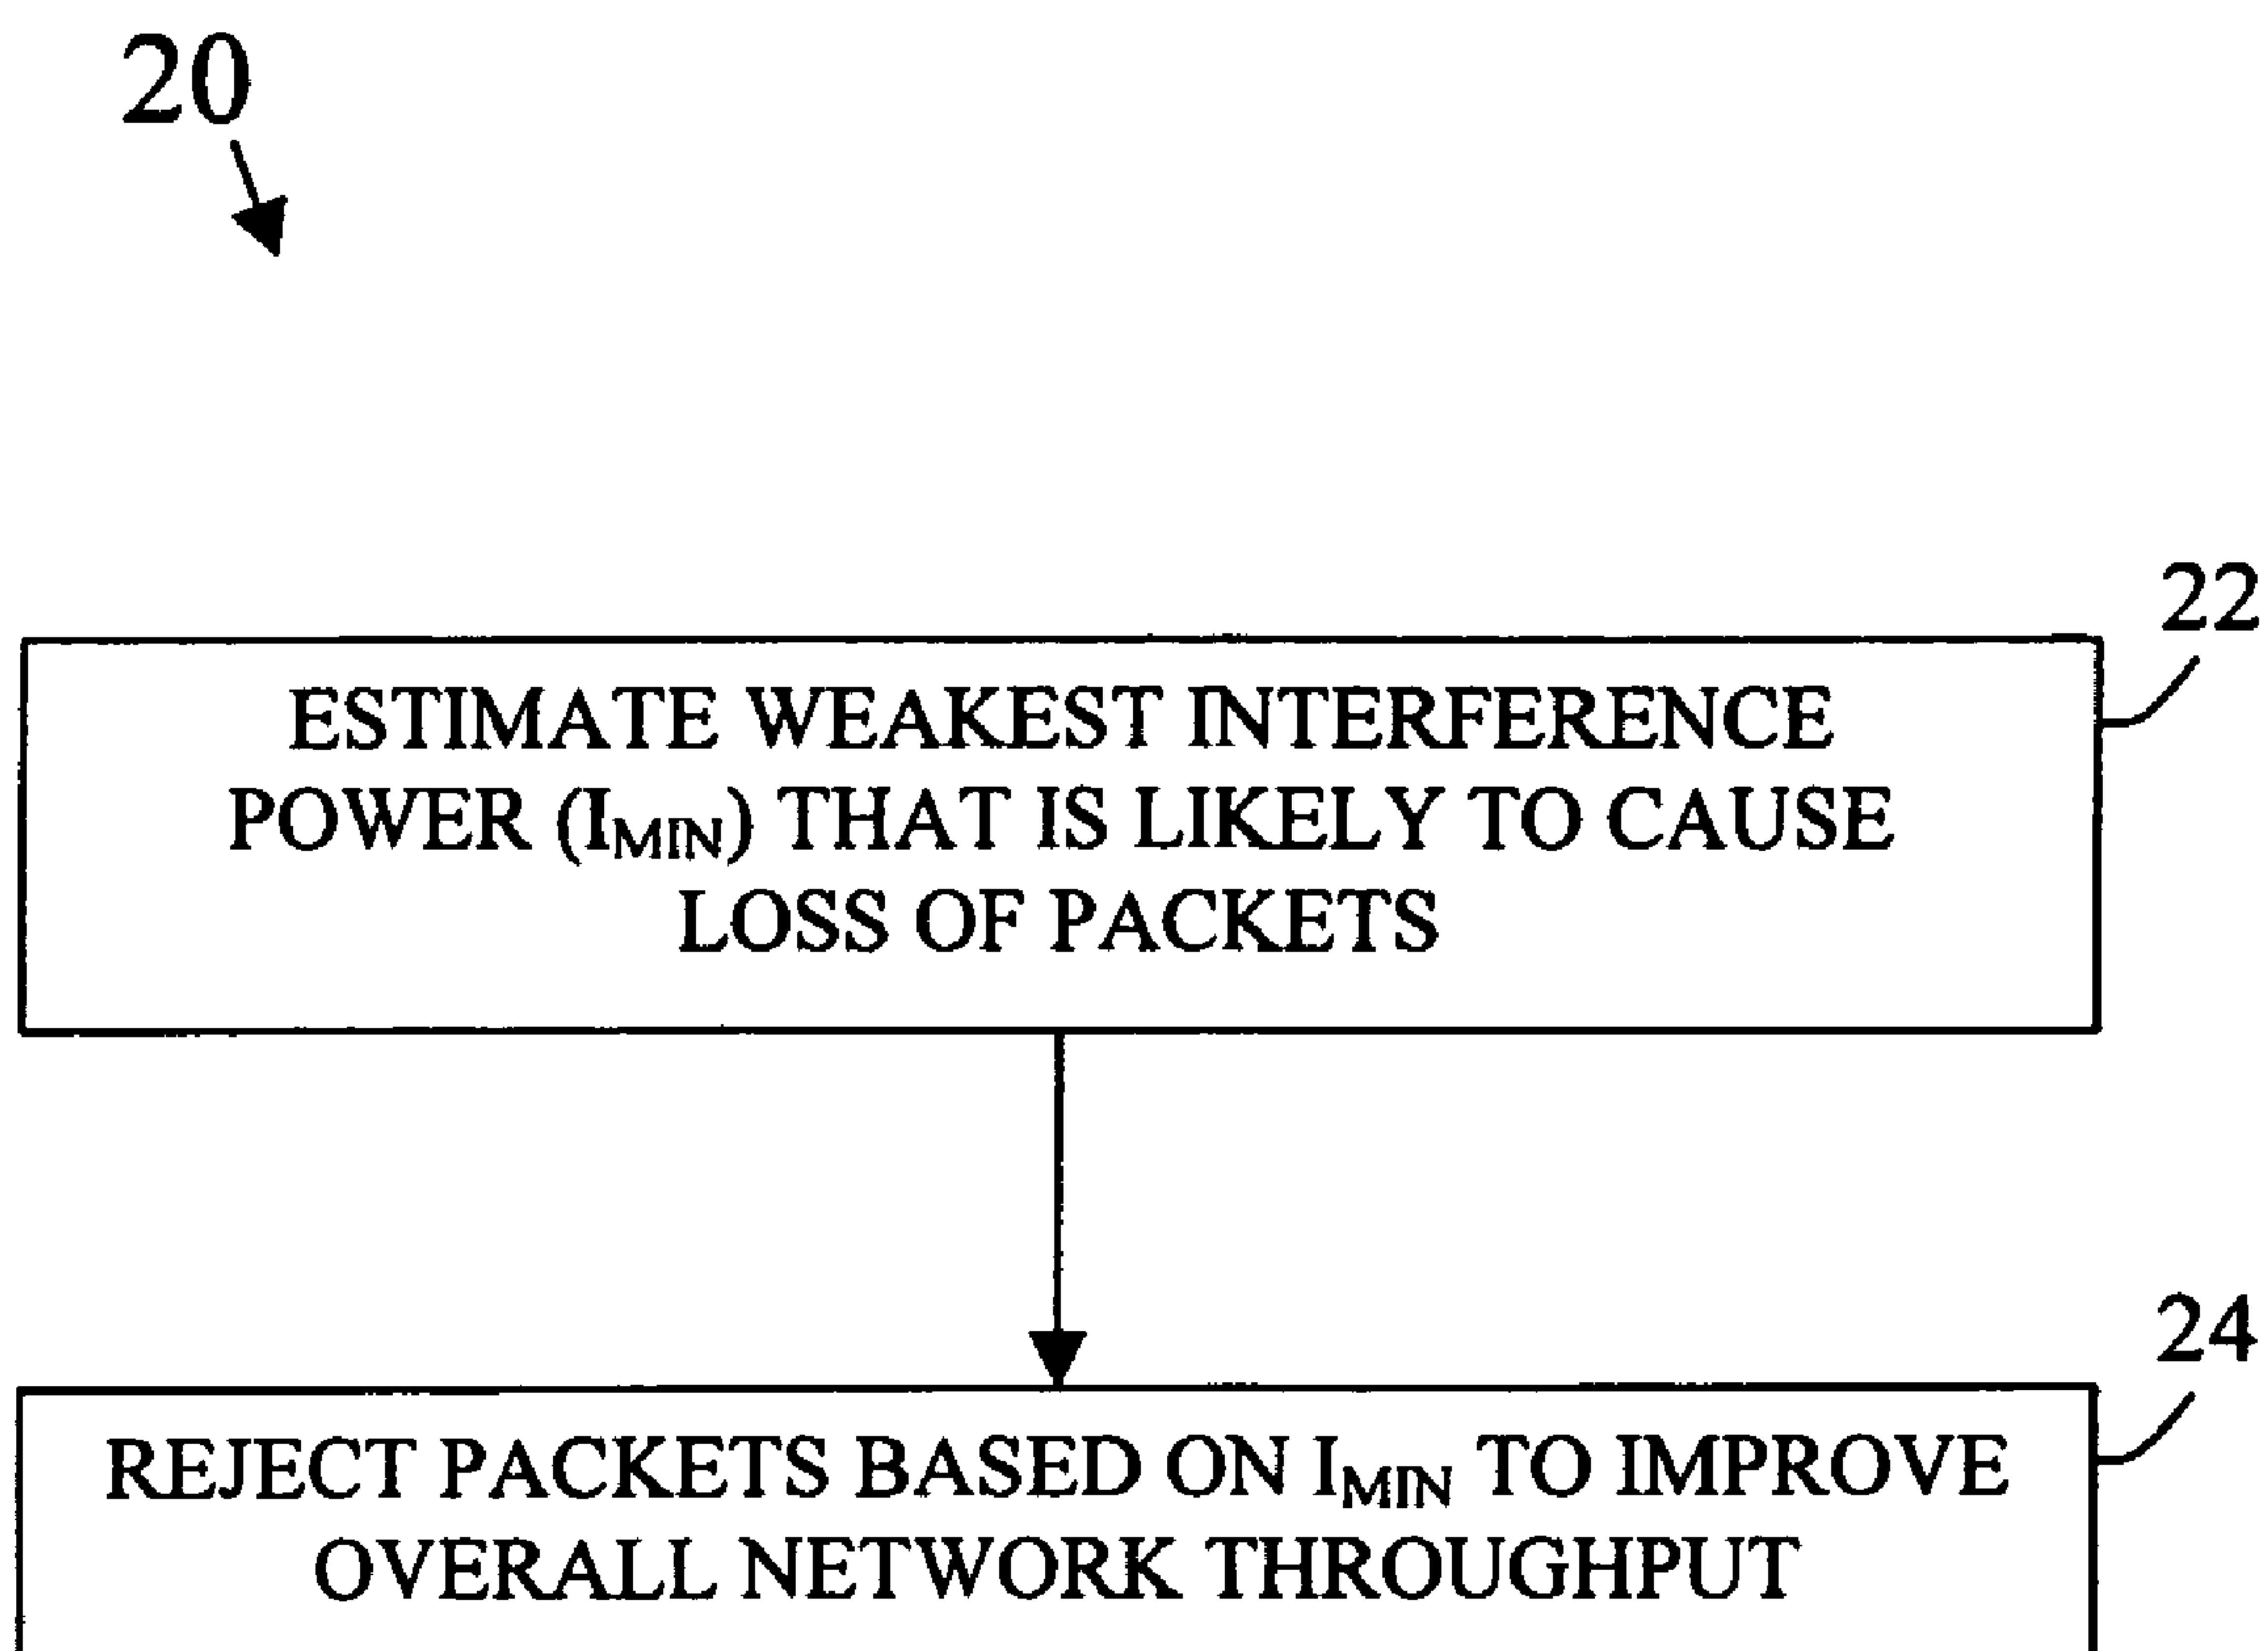 20
22
ESTIMATE WEAKEST INTERFERENCE
POWER (IMIN) THAT IS LIKELY TO CAUSE
LOSS OF PACKETS
24
REJECT PACKETS BASED ON IMIN TO IMPROVE
OVERALL NETWORK THROUGHPUT